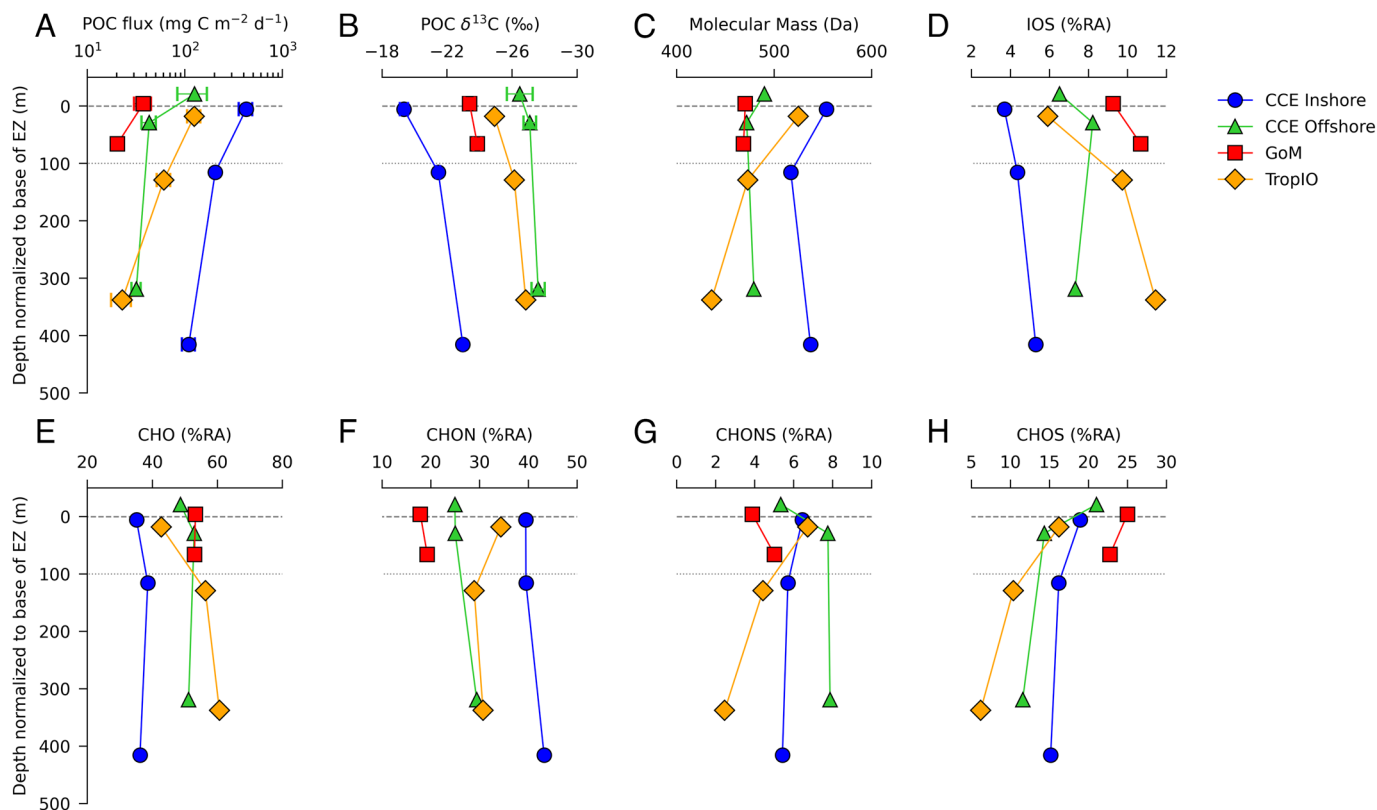 A POC flux (mg C m⁻² d⁻¹)
10¹ 10² 10³
B POC δ¹³C (‰)
−18 −22 −26 −30
C Molecular Mass (Da)
400 500 600
D IOS (%RA)
2 4 6 8 10 12
Depth normalized to base of EZ (m)
0
100
200
300
400
500
CCE Inshore
CCE Offshore
GoM
TropIO
E CHO (%RA)
20 40 60 80
F CHON (%RA)
10 20 30 40 50
G CHONS (%RA)
0 2 4 6 8 10
H CHOS (%RA)
5 10 15 20 25 30
Depth normalized to base of EZ (m)
0
100
200
300
400
500